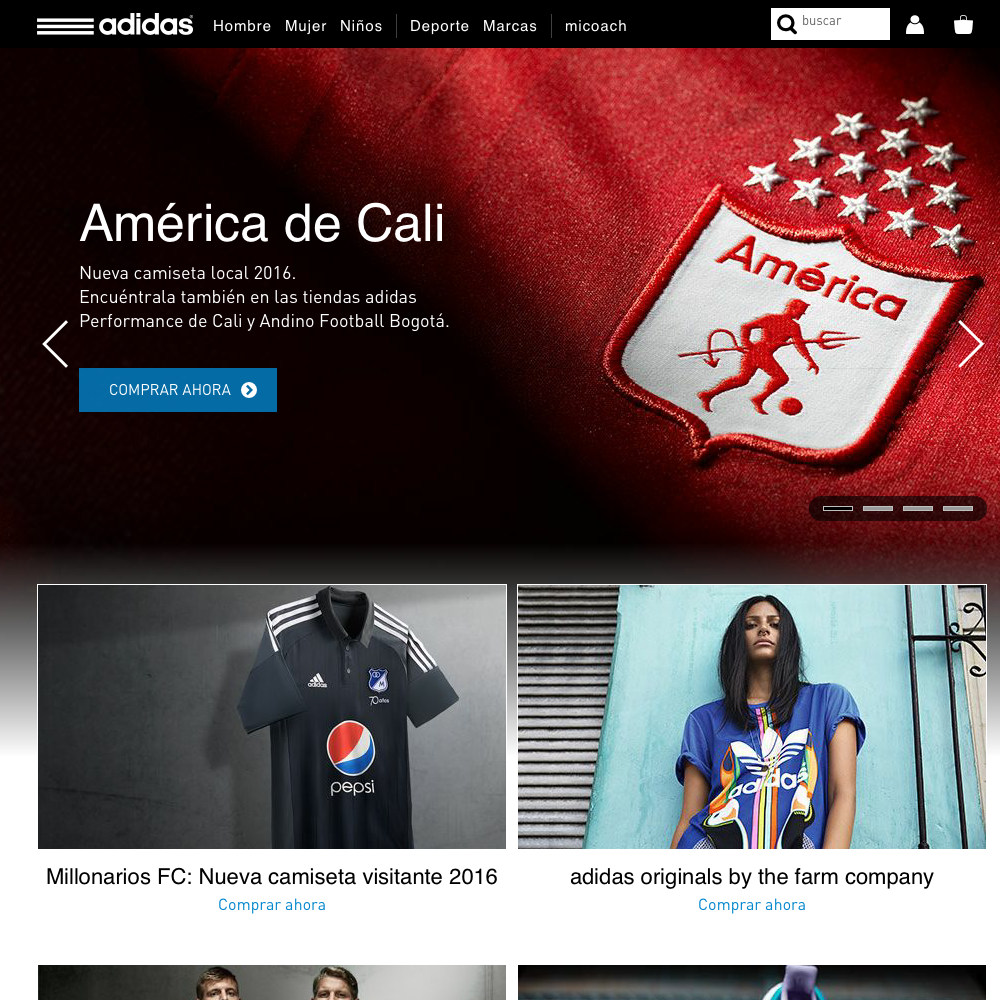 adidas
Hombre Mujer Niños Deporte Marcas micoach
buscar
América
América de Cali
Nueva camiseta local 2016.
Encuéntrala también en las tiendas adidas
Performance de Cali y Andino Football Bogotá.
COMPRAR AHORA
adidas
M
70 años
pepsi
adidas
Millonarios FC: Nueva camiseta visitante 2016
Comprar ahora
adidas originals by the farm company
Comprar ahora